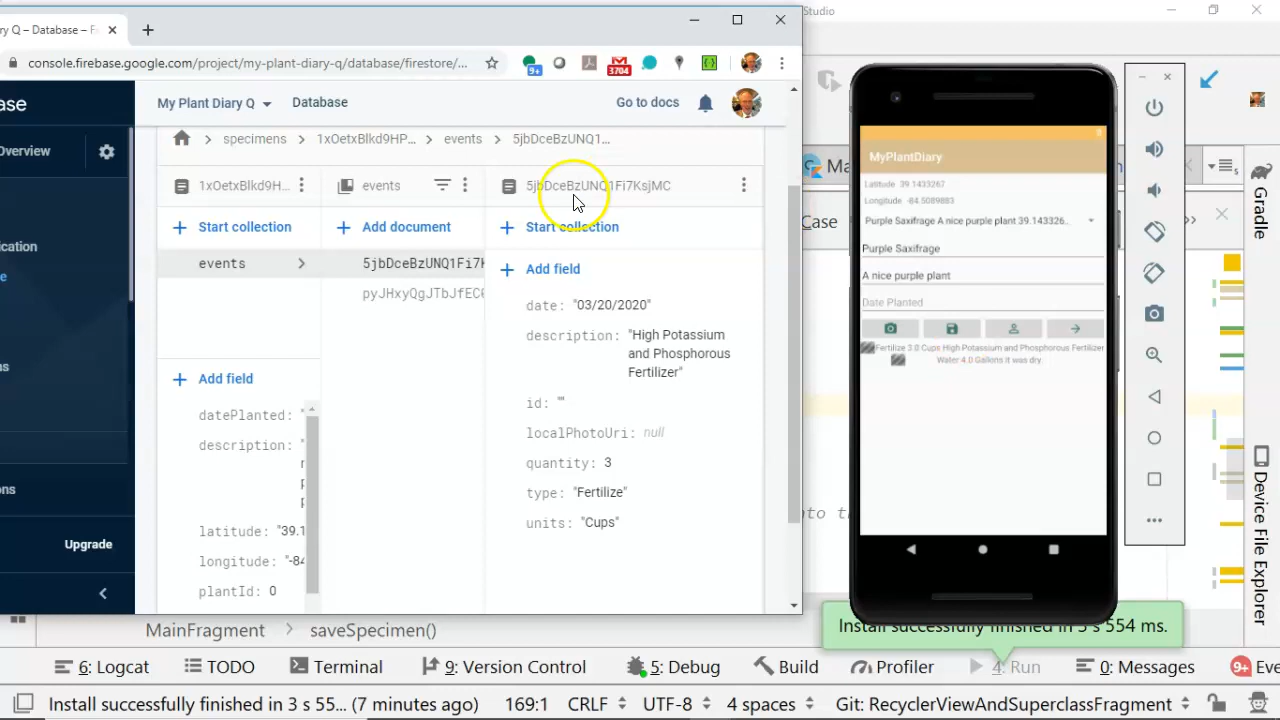 Studio
y Q – Database – F
console.firebase.google.com/project/my-plant-diary-q/database/firestore/...
9+
3704
ase
My Plant Diary Q
Database
Go to docs
Overview
specimens
1xOetxBlkd9HP...
events
5jbDceBzUNQ1...
1xOetxBlkd9H...
events
5jbDceBzUNQ1Fi7KsjMC
Start collection
Add document
Start collection
events
5jbDceBzUNQ1Fi7K
Add field
pyJHxyQgJTbJfEC
date: "03/20/2020"
description: "High Potassium
and Phosphorous
Fertilizer"
Add field
id: ""
datePlanted: "
localPhotoUri: null
description: "
quantity: 3
type: "Fertilize"
units: "Cups"
latitude: "39.1
longitude: "-84
plantId: 0
ication
e
s
ons
Upgrade
MyPlantDiary
Latitude 39.1433267
Longitude -84.5089883
Purple Saxifrage A nice purple plant 39.143326...
Purple Saxifrage
A nice purple plant
Date Planted
Fertilize 3.0 Cups High Potassium and Phosphorous Fertilizer
Water 4.0 Gallons it was dry
Ma
Case
nto t
Gradle
Device File Explorer
Install successfully finished in 3 s 554 ms.
MainFragment
saveSpecimen()
6: Logcat
TODO
Terminal
9: Version Control
5: Debug
Build
Profiler
4: Run
0: Messages
9+
Eve
Install successfully finished in 3 s 55... (7 minutes ago)
169:1
CRLF
UTF-8
4 spaces
Git: RecyclerViewAndSuperclassFragment